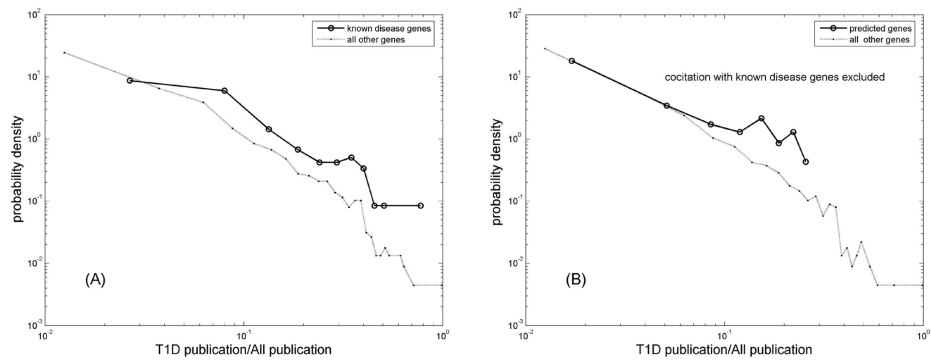 10^2
known disease genes
all other genes
10^1
10^0
10^-1
10^-2
10^-3
probability density
(A)
10^-2
10^-1
10^0
T1D publication/All publication
10^2
predicted genes
all other genes
cocitation with known disease genes excluded
10^1
10^0
10^-1
10^-2
10^-3
probability density
(B)
10^-2
10^-1
10^0
T1D publication/All publication